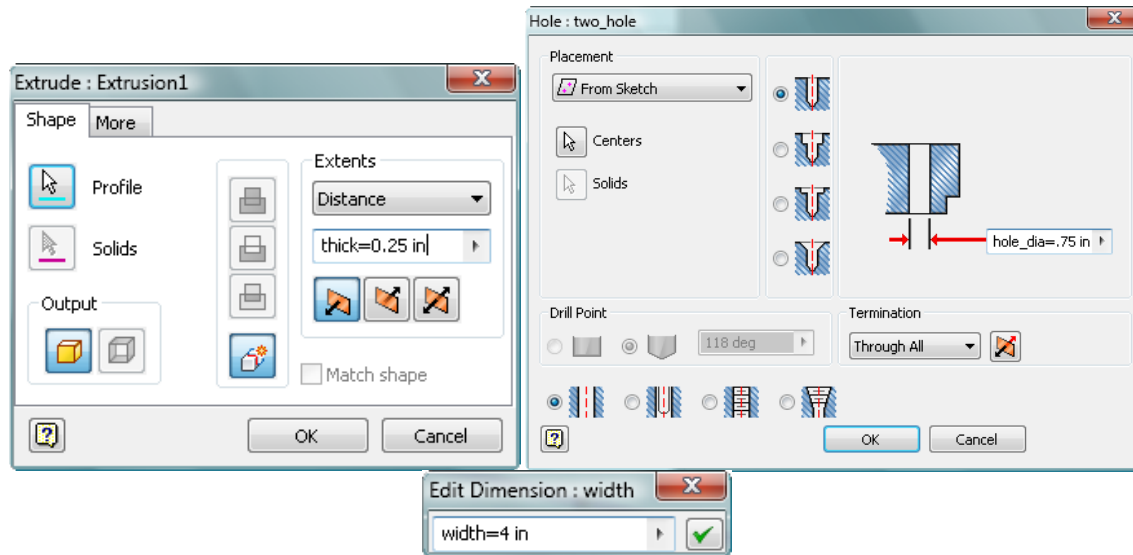 Extrude : Extrusion1
Shape
More
Profile
Solids
Output
Extents
Distance
thick=0.25 in
Match shape
OK
Cancel
Hole : two_hole
Placement
From Sketch
Centers
Solids
hole_dia=.75 in
Drill Point
118 deg
Termination
Through All
OK
Cancel
Edit Dimension : width
width=4 in